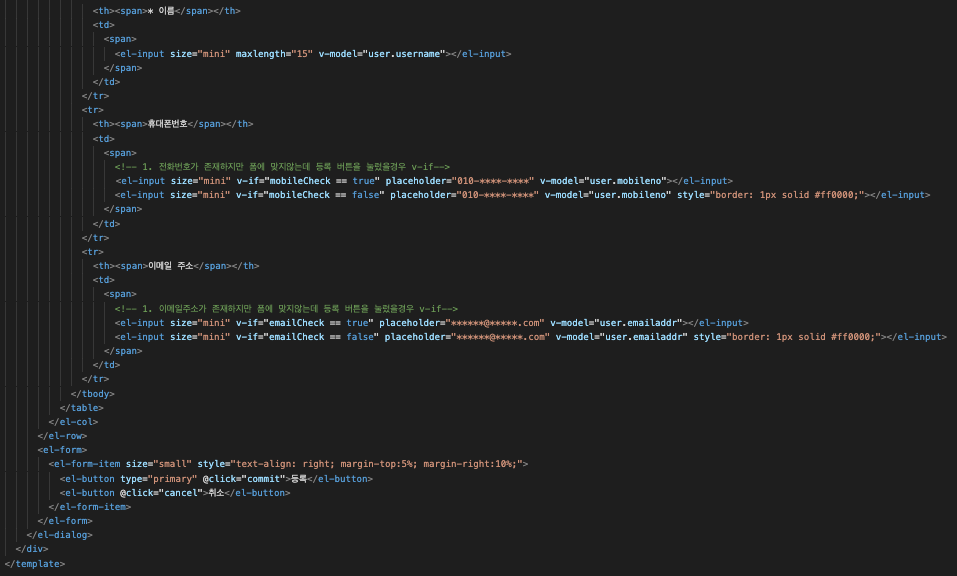 <th><span>* 이름</span></th>
<td>
<span>
<el-input size="mini" maxlength="15" v-model="user.username"></el-input>
</span>
</td>
</tr>
<tr>
<th><span>휴대폰번호</span></th>
<td>
<span>
<!-- 1. 전화번호가 존재하지만 폼에 맞지않는데 등록 버튼을 눌렀을경우 v-if-->
<el-input size="mini" v-if="mobileCheck == true" placeholder="010-****-****" v-model="user.mobileno"></el-input>
<el-input size="mini" v-if="mobileCheck == false" placeholder="010-****-****" v-model="user.mobileno" style="border: 1px solid #ff0000;"></el-input>
</span>
</td>
</tr>
<tr>
<th><span>이메일 주소</span></th>
<td>
<span>
<!-- 1. 이메일주소가 존재하지만 폼에 맞지않는데 등록 버튼을 눌렀을경우 v-if-->
<el-input size="mini" v-if="emailCheck == true" placeholder="******@*****.com" v-model="user.emailaddr"></el-input>
<el-input size="mini" v-if="emailCheck == false" placeholder="******@*****.com" v-model="user.emailaddr" style="border: 1px solid #ff0000;"></el-input>
</span>
</td>
</tr>
</tbody>
</table>
</el-col>
</el-row>
<el-form>
<el-form-item size="small" style="text-align: right; margin-top:5%; margin-right:10%;">
<el-button type="primary" @click="commit">등록</el-button>
<el-button @click="cancel">취소</el-button>
</el-form-item>
</el-form>
</el-dialog>
</div>
</template>